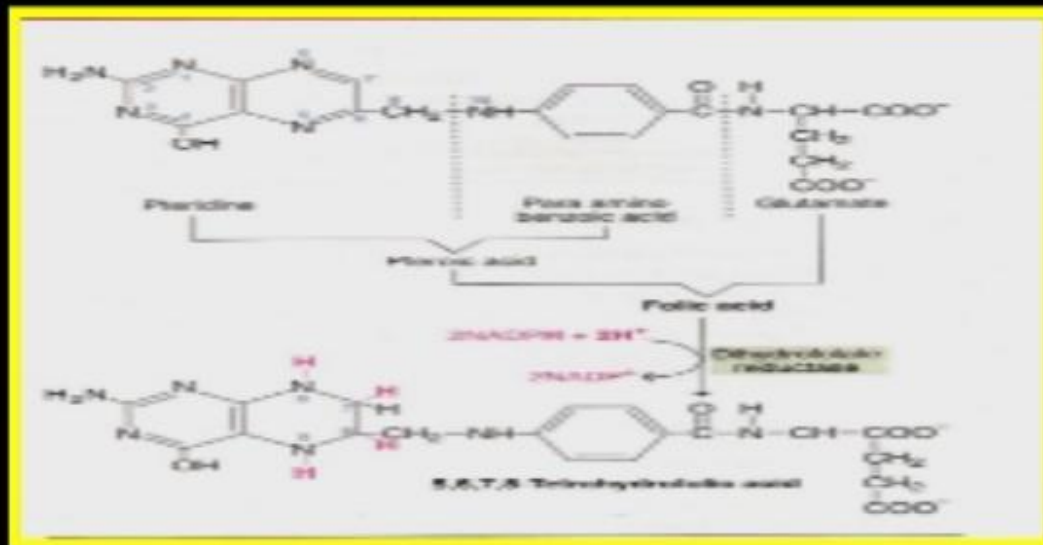 H₂N
N
N
N
N
OH
CH₂
NH
O
C
H
N
CH
COO⁻
CH₂
CH₂
COO⁻
Pteridine
Para amino
benzoic acid
Glutamate
Pteroic acid
Folic acid
2NADPH + 2H⁺
2NADP⁺
Dihydrofolate
reductase
H₂N
N
N
OH
H
N
N
H
H
H
H
CH₂
NH
O
C
H
N
CH
COO⁻
CH₂
CH₂
COO⁻
5,6,7,8 Tetrahydrofolic acid